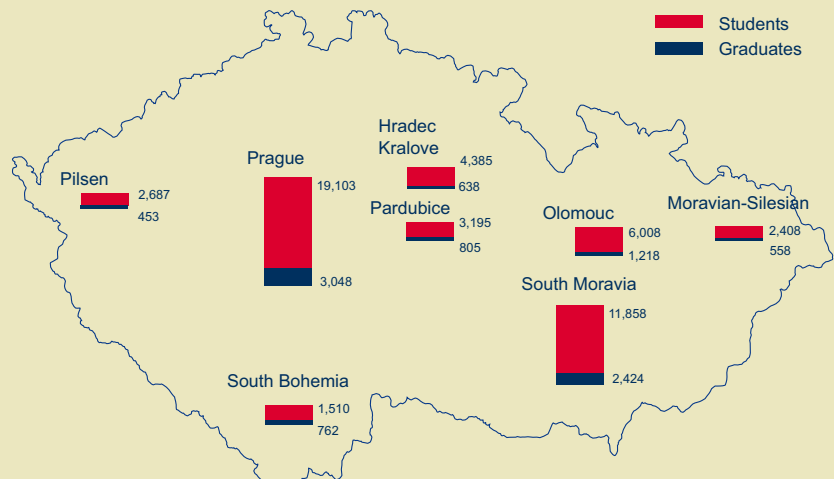 Students
Graduates
Hradec
Kralove
4,385
638
Prague
19,103
3,048
Pilsen
2,687
453
Pardubice
3,195
805
Olomouc
6,008
1,218
Moravian-Silesian
2,408
558
South Moravia
11,858
2,424
South Bohemia
1,510
762